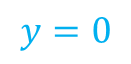 y = 0